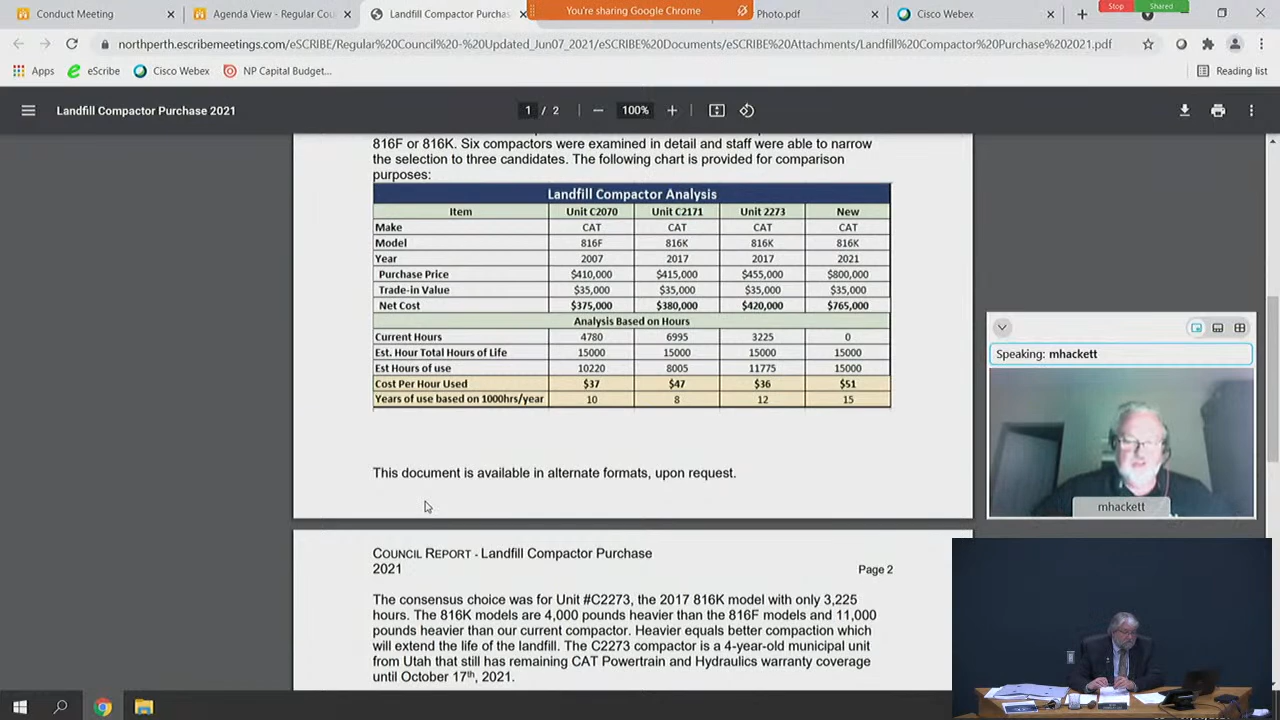 Conduct Meeting
Agenda View - Regular Cou
Landfill Compactor Purchas
You're sharing Google Chrome
Photo.pdf
Cisco Webex
Stop
Shared
northperth.escribemeetings.com/eSCRIBE/Regular%20Council%20-%20Updated_Jun07_2021/eSCRIBE%20Documents/eSCRIBE%20Attachments/Landfill%20Compactor%20Purchase%202021.pdf
Apps
eScribe
Cisco Webex
NP Capital Budget...
Reading list
Landfill Compactor Purchase 2021
1 / 2
100%
816F or 816K. Six compactors were examined in detail and staff were able to narrow
the selection to three candidates. The following chart is provided for comparison
purposes:
Landfill Compactor Analysis
Item Unit C2070 Unit C2171 Unit 2273 New
Make CAT CAT CAT CAT
Model 816F 816K 816K 816K
Year 2007 2017 2017 2021
Purchase Price $410,000 $415,000 $455,000 $800,000
Trade-in Value $35,000 $35,000 $35,000 $35,000
Net Cost $375,000 $380,000 $420,000 $765,000
Analysis Based on Hours
Current Hours 4780 6995 3225 0
Est. Hour Total Hours of Life 15000 15000 15000 15000
Est Hours of use 10220 8005 11775 15000
Cost Per Hour Used $37 $47 $36 $51
Years of use based on 1000hrs/year 10 8 12 15
This document is available in alternate formats, upon request.
Speaking: mhackett
mhackett
COUNCIL REPORT - Landfill Compactor Purchase
2021
Page 2
The consensus choice was for Unit #C2273, the 2017 816K model with only 3,225
hours. The 816K models are 4,000 pounds heavier than the 816F models and 11,000
pounds heavier than our current compactor. Heavier equals better compaction which
will extend the life of the landfill. The C2273 compactor is a 4-year-old municipal unit
from Utah that still has remaining CAT Powertrain and Hydraulics warranty coverage
until October 17th, 2021.